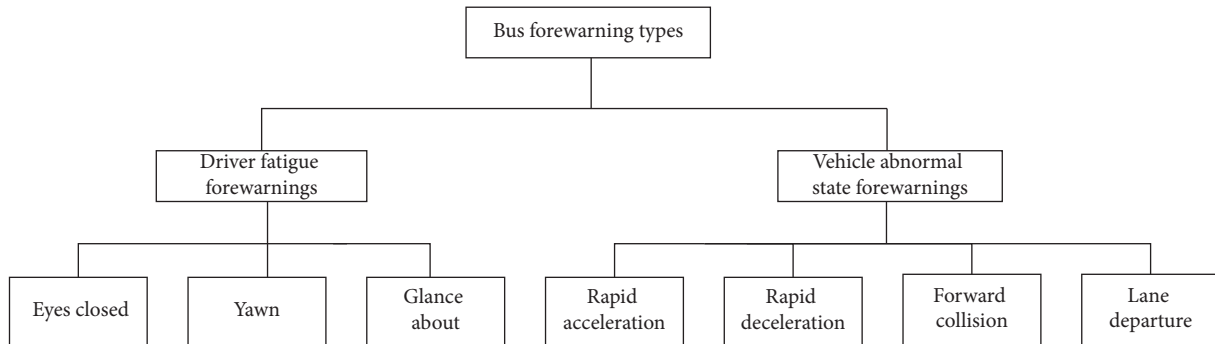 Bus forewarning types
Driver fatigue
forewarnings
Vehicle abnormal
state forewarnings
Eyes closed
Yawn
Glance
about
Rapid
acceleration
Rapid
deceleration
Forward
collision
Lane
departure